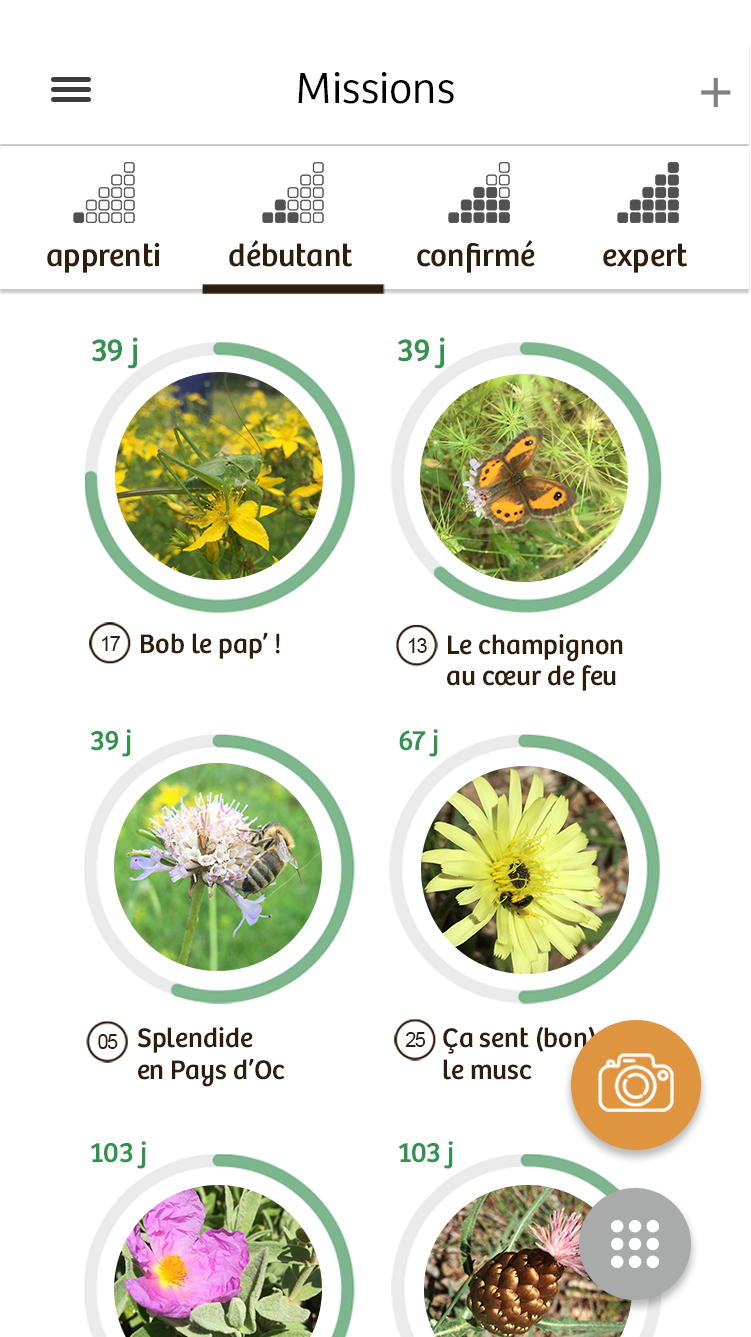 Missions
apprenti
débutant
confirmé
expert
39 j
39 j
17 Bob le pap’ !
13 Le champignon
au cœur de feu
39 j
67 j
05 Splendide
en Pays d’Oc
25 Ça sent (bon)
le musc
103 j
103 j